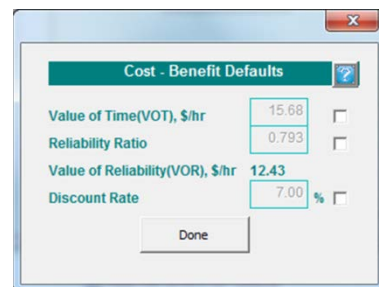 Cost - Benefit Defaults
Value of Time(VOT), $/hr 15.68
Reliability Ratio 0.793
Value of Reliability(VOR), $/hr 12.43
Discount Rate 7.00 %
Done